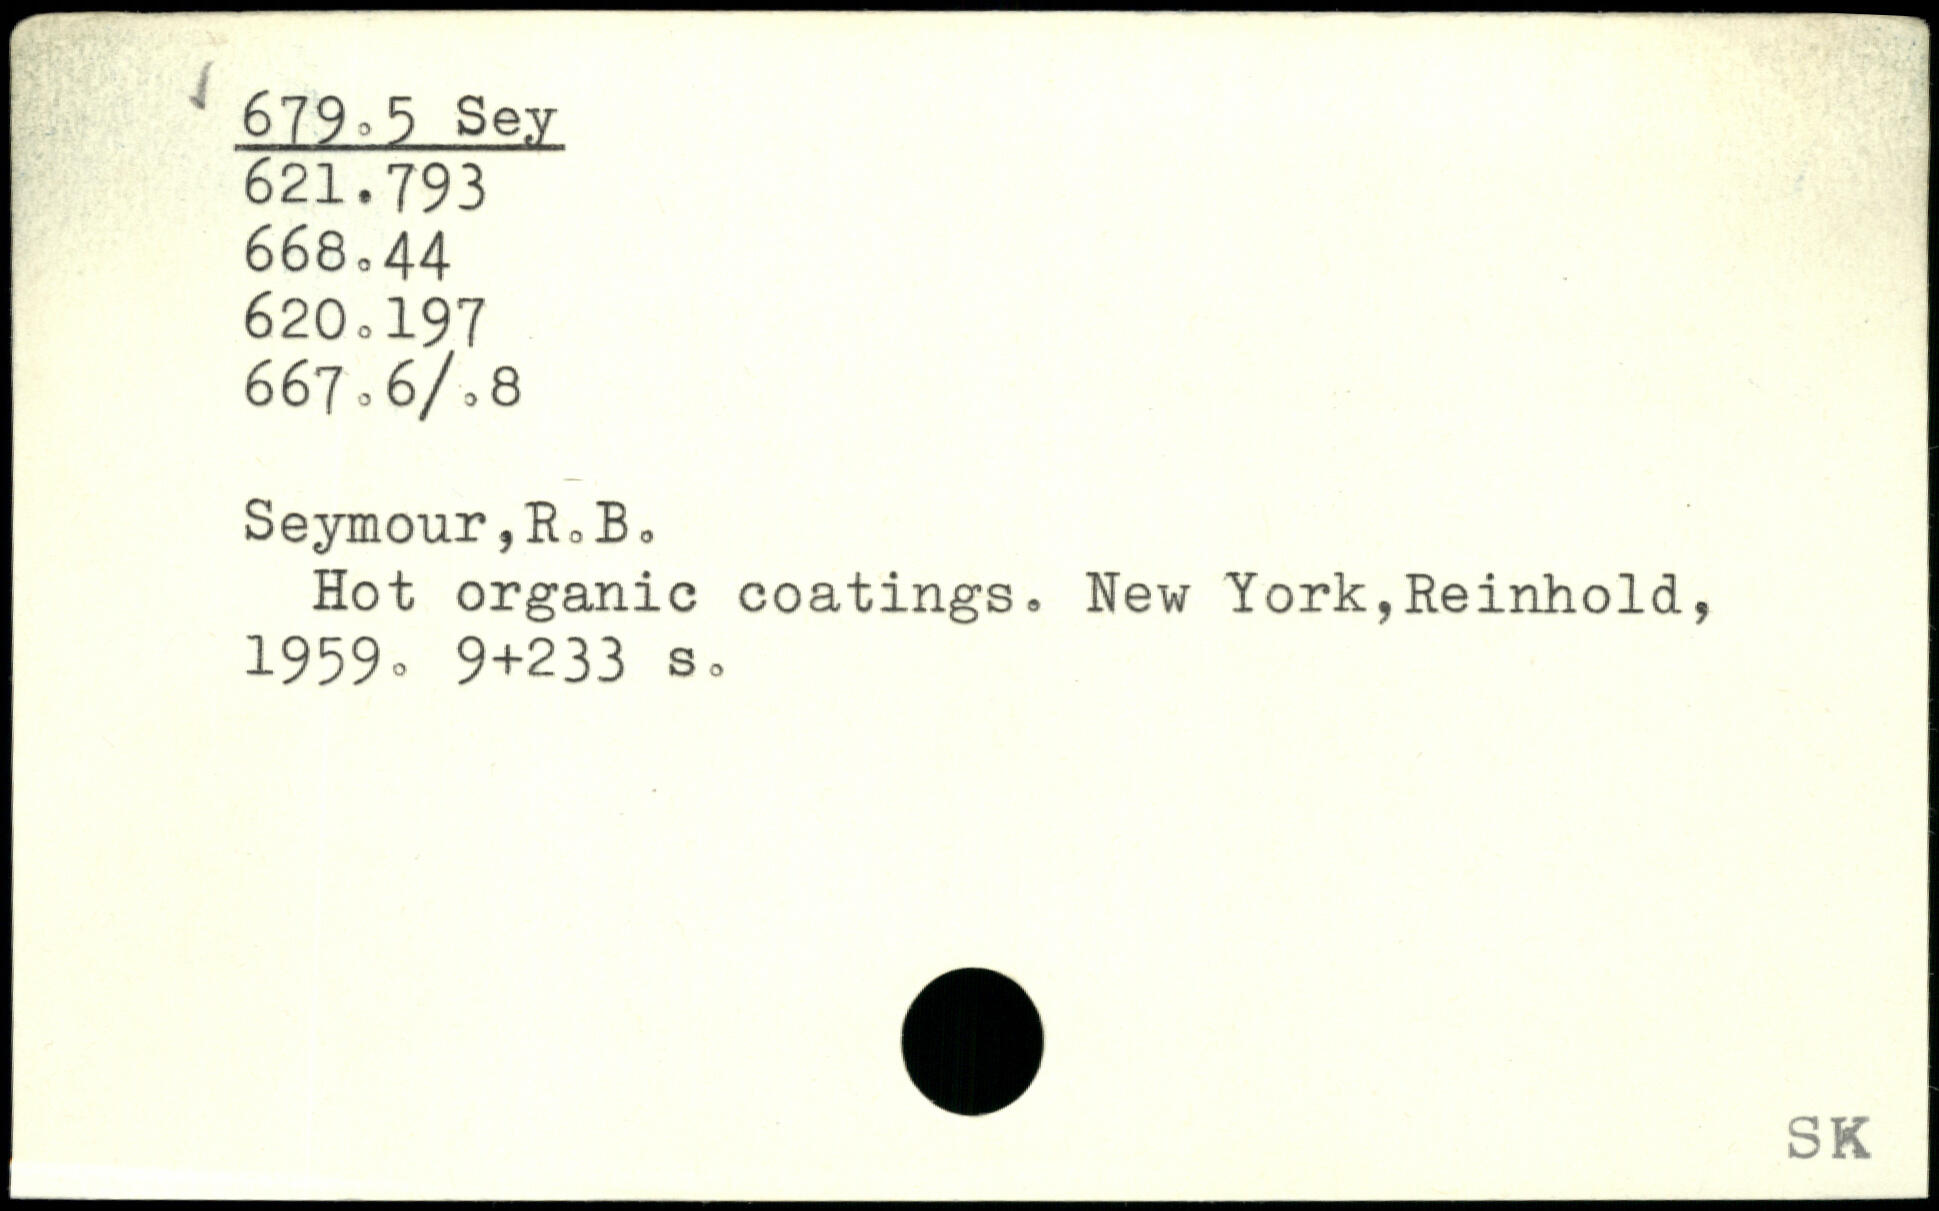 679.5 Sey
621.793
668.44
620.197
667.6/.8
Seymour,R.B.
Hot organic coatings. New York,Reinhold,
1959. 9+233 s.
SK